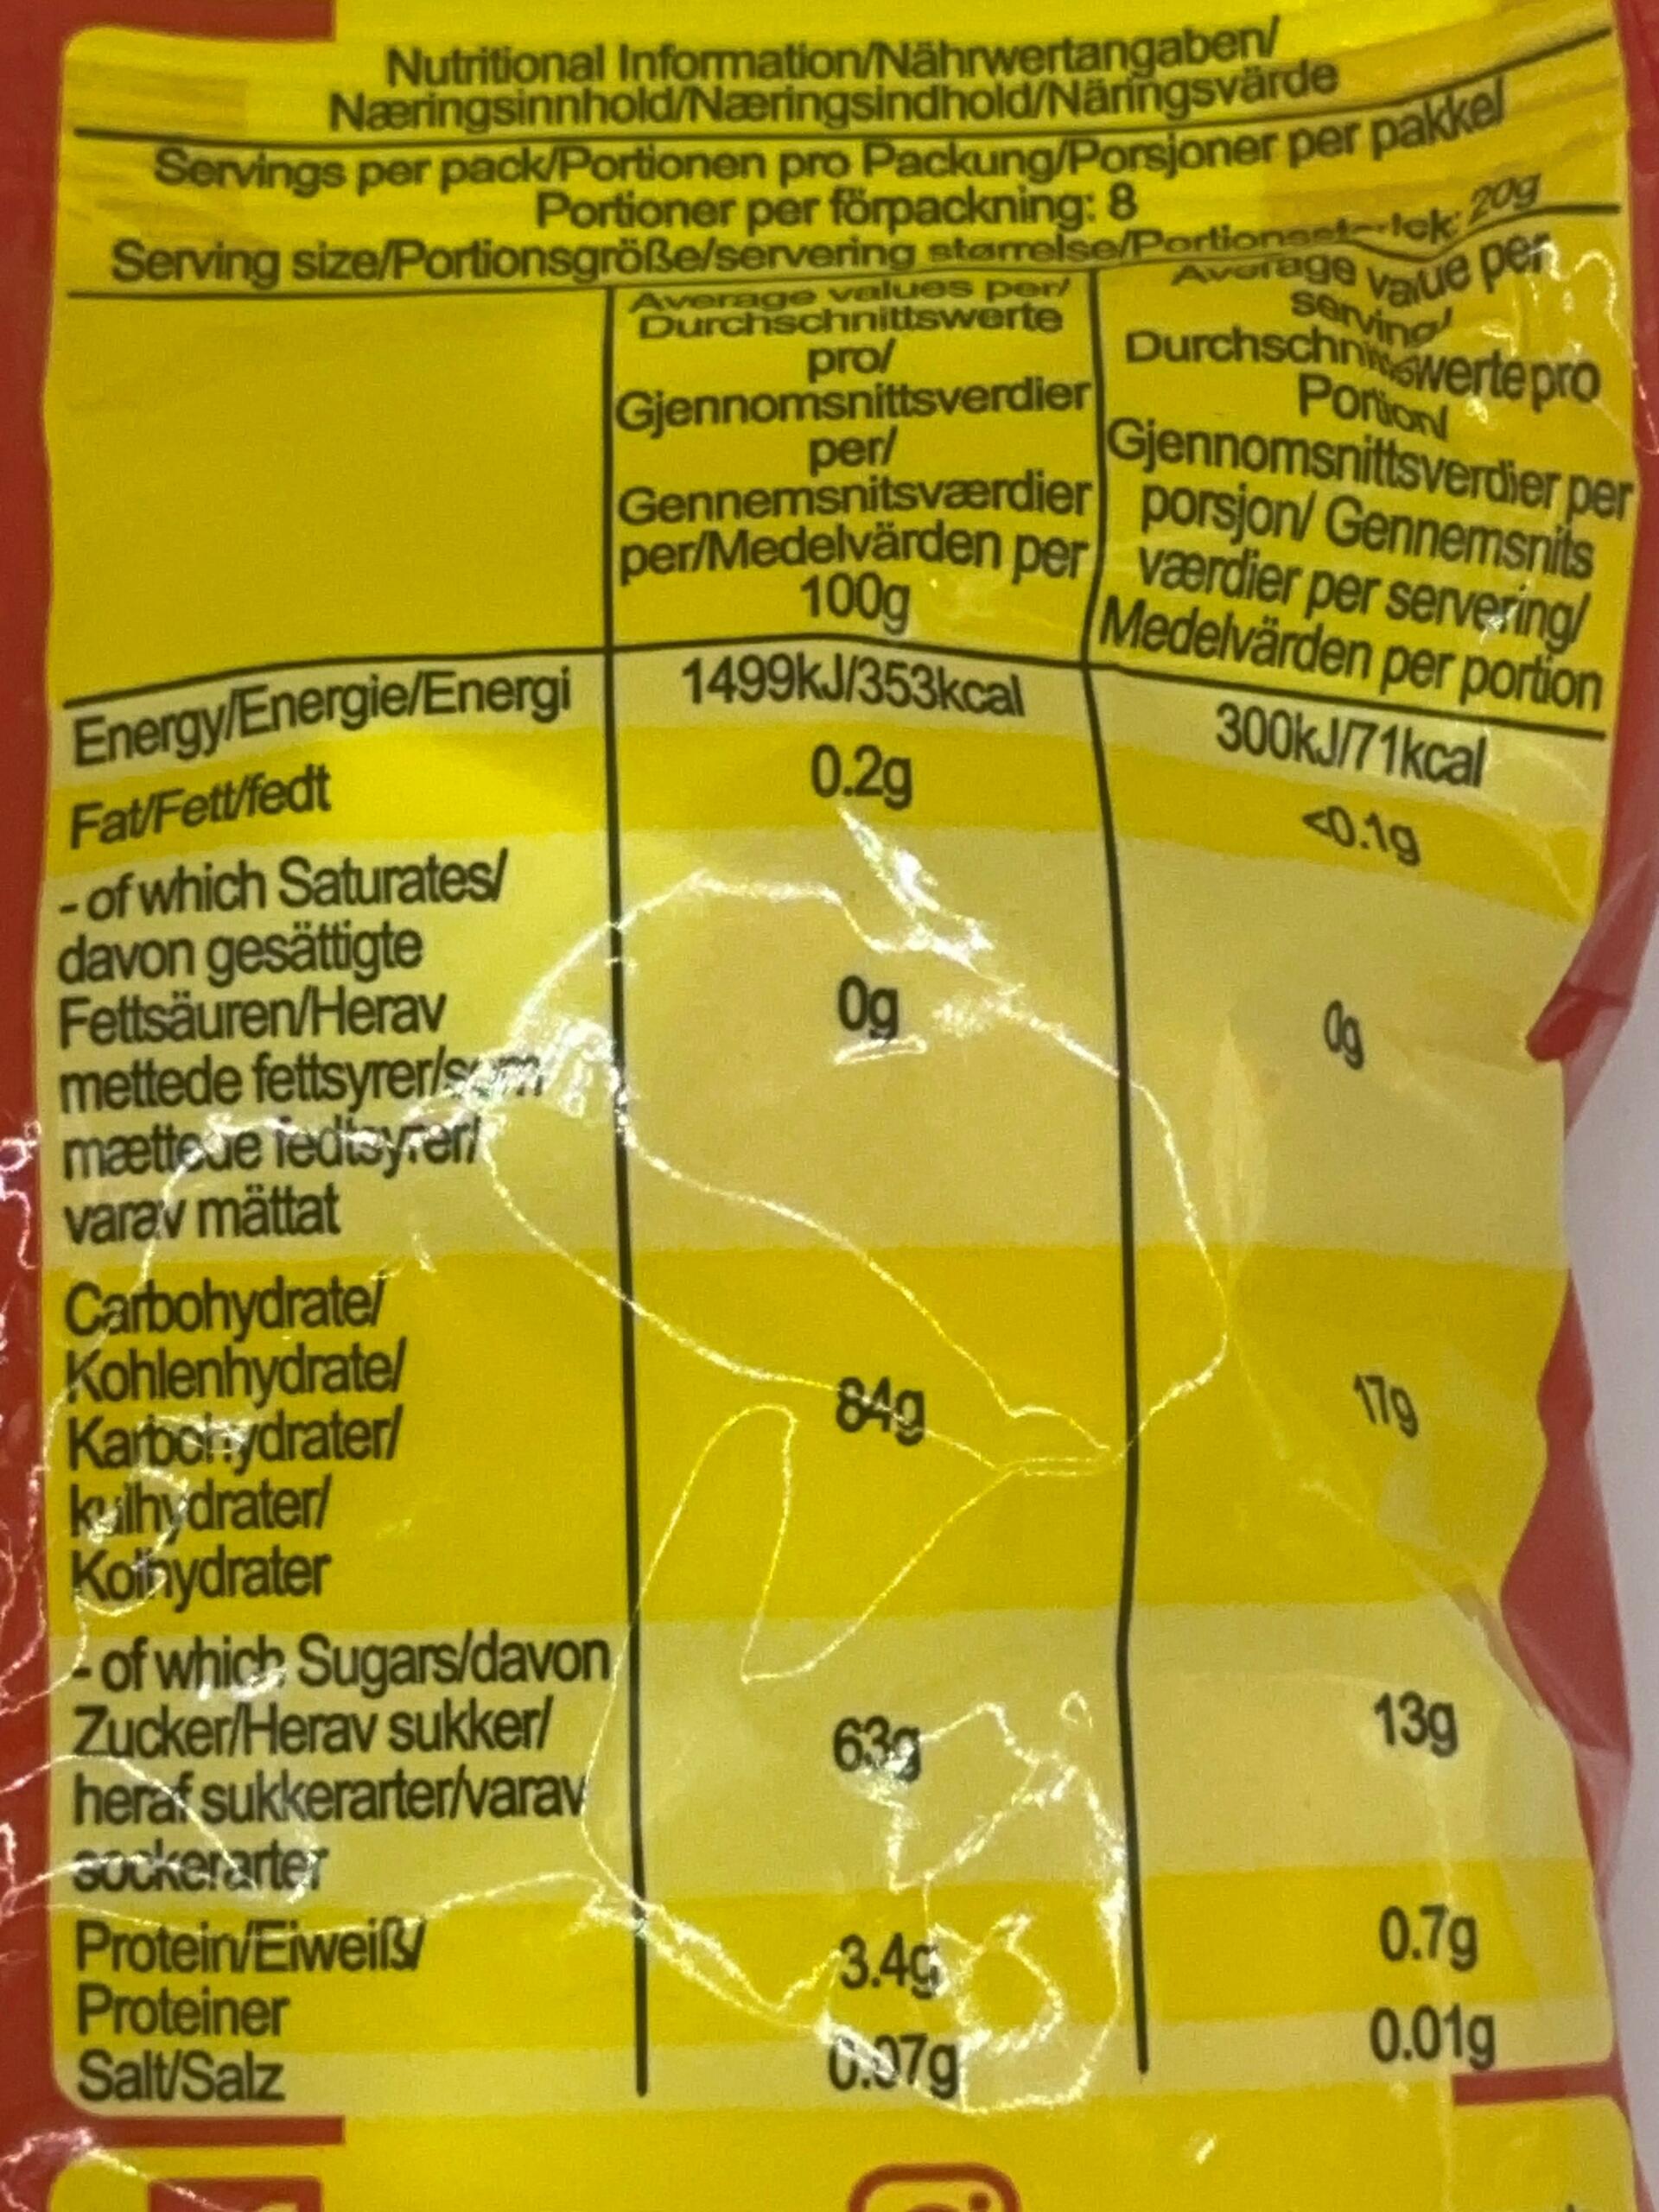 Nutritional Information/Nährwertangaben/
Næringsinnhold/Næringsindhold/Näringsvärde
Servings per pack/Portionen pro Packung/Porsjoner per pakke/
Portioner per förpackning: 8
Serving size/Portionsgröße/servering størrelse/ 20g
Average values per/
Durchschnittswerte
pro/
Gjennomsnittsverdier
per/
Gennemsnitsværdier
per/Medelvärden per
100g
Average value per
serving/
Durchschnittswerte pro
Portion/
Gjennomsnittsverdier per
porsjon/ Gennemsnits
værdier per servering/
Medelvärden per portion
Energy/Energie/Energi 1499kJ/353kcal 300kJ/71kcal
Fat/Fett/fedt 0.2g <0.1g
- of which Saturates/
davon gesättigte
Fettsäuren/Herav 0g 0g
mettede fettsyrer/som
mættede fedtsyrer/
varav mättat
Carbohydrate/
Kohlenhydrate/
Karbohydrater/ 84g 17g
kulhydrater/
Kolhydrater
- of which Sugars/davon
Zucker/Herav sukker/ 63g 13g
heraf sukkerarter/varav
sockerarter
Protein/Eiweiß/ 3.4g 0.7g
Proteiner
Salt/Salz 0.07g 0.01g